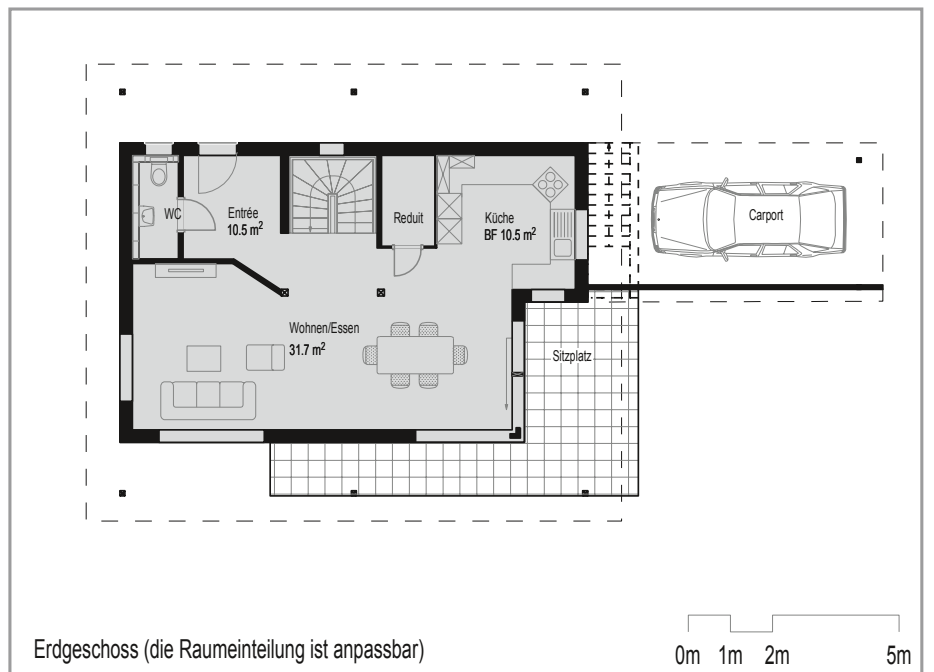 WC
Entrée
10.5 m²
Reduit
Küche
BF 10.5 m²
Carport
Wohnen/Essen
31.7 m²
Sitzplatz
Erdgeschoss (die Raumeinteilung ist anpassbar)
0m 1m 2m 5m